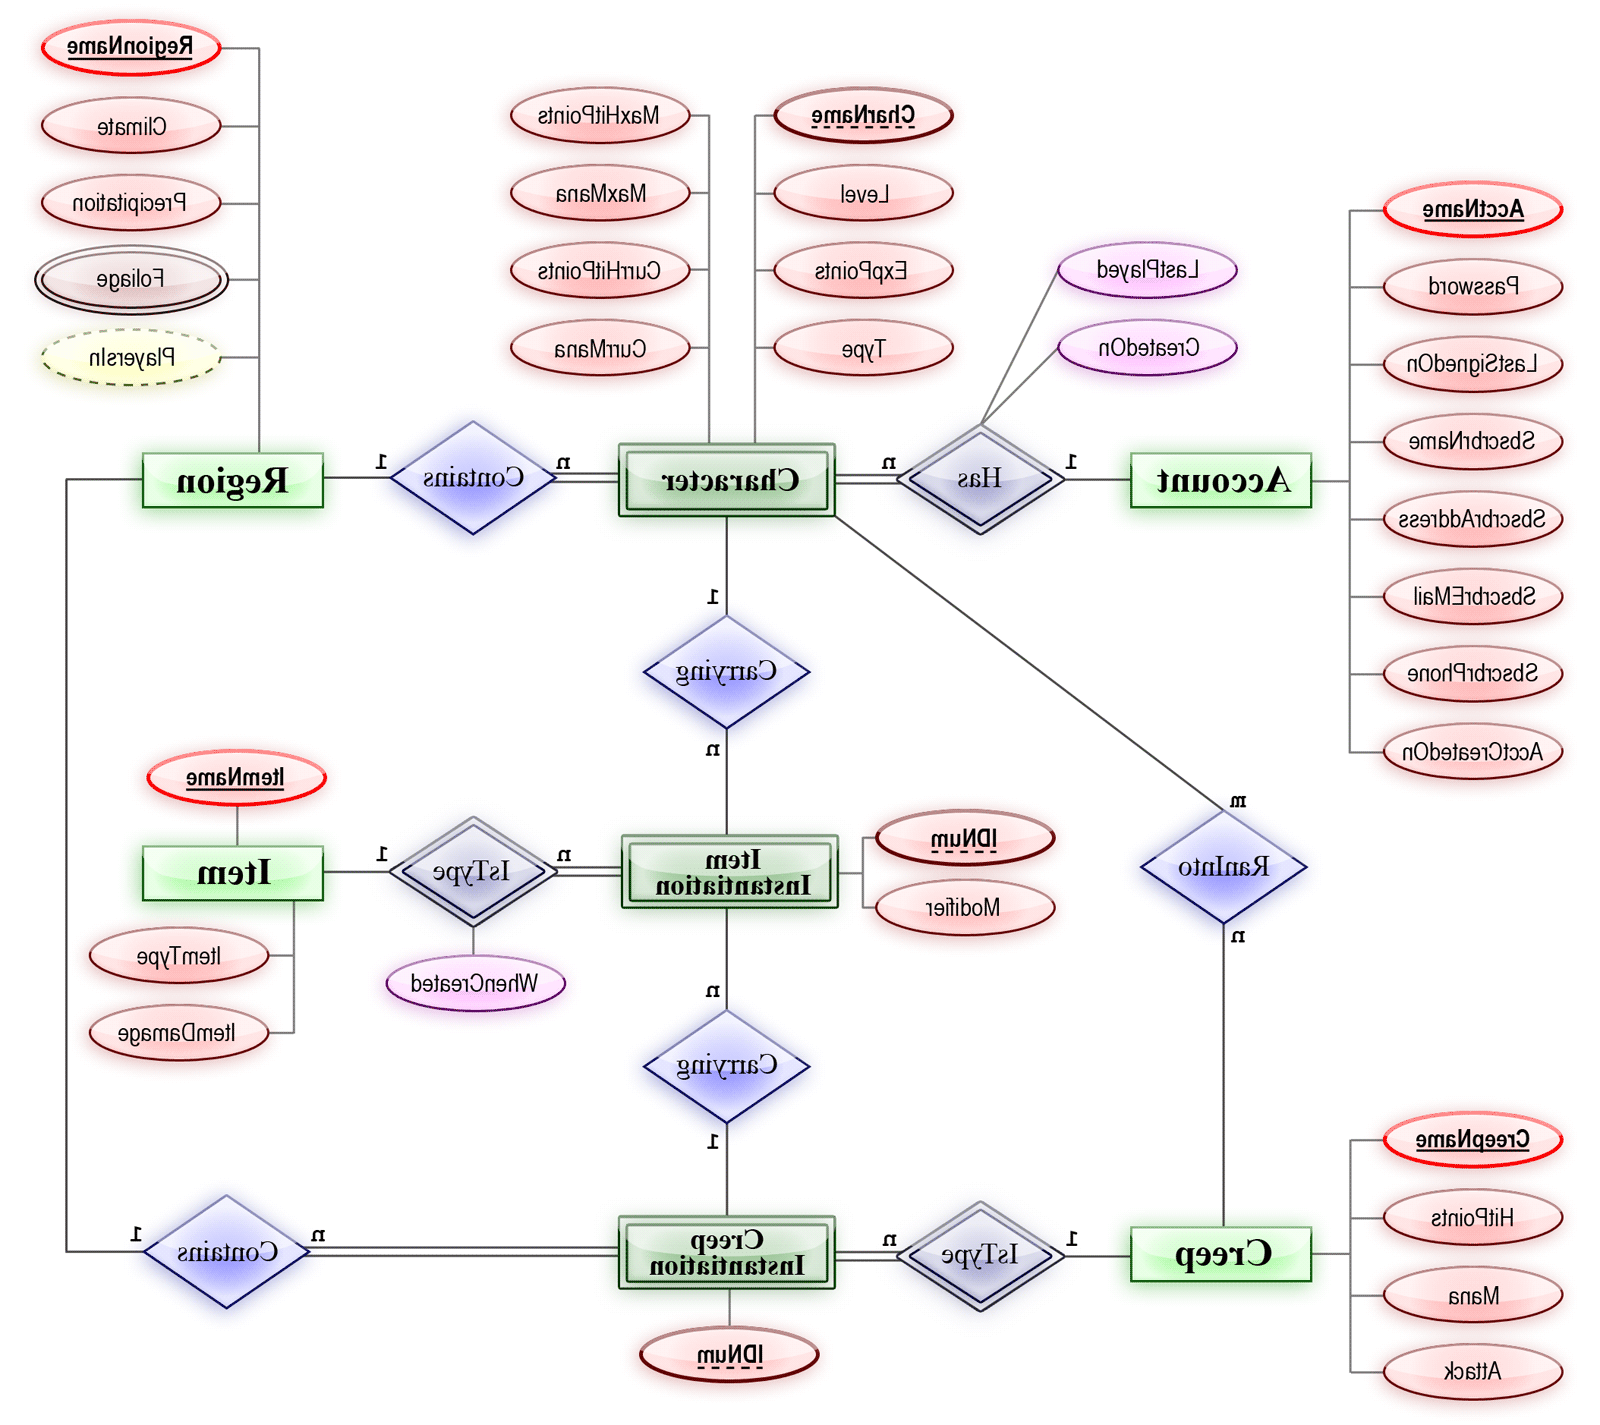 RegionName
Climate
Precipitation
Foliage
PlayersIn
MaxHitPoints
MaxMana
CurrHitPoints
CurrMana
CharName
Level
ExpPoints
Type
LastPlayed
CreatedOn
AcctName
Password
LastSignedOn
SbscrbrName
SbscrbrAddress
SbscrbrEMail
SbscrbrPhone
AcctCreatedOn
Region
1
Contains
n
Character
n
Has
1
Account
1
Carrying
n
m
RanInto
n
ItemName
Item
1
IsType
n
Item
Instantiation
IDNum
Modifier
ItemType
ItemDamage
WhenCreated
n
Carrying
1
1
Contains
n
Creep
Instantiation
n
IsType
1
Creep
IDNum
CreepName
HitPoints
Mana
Attack